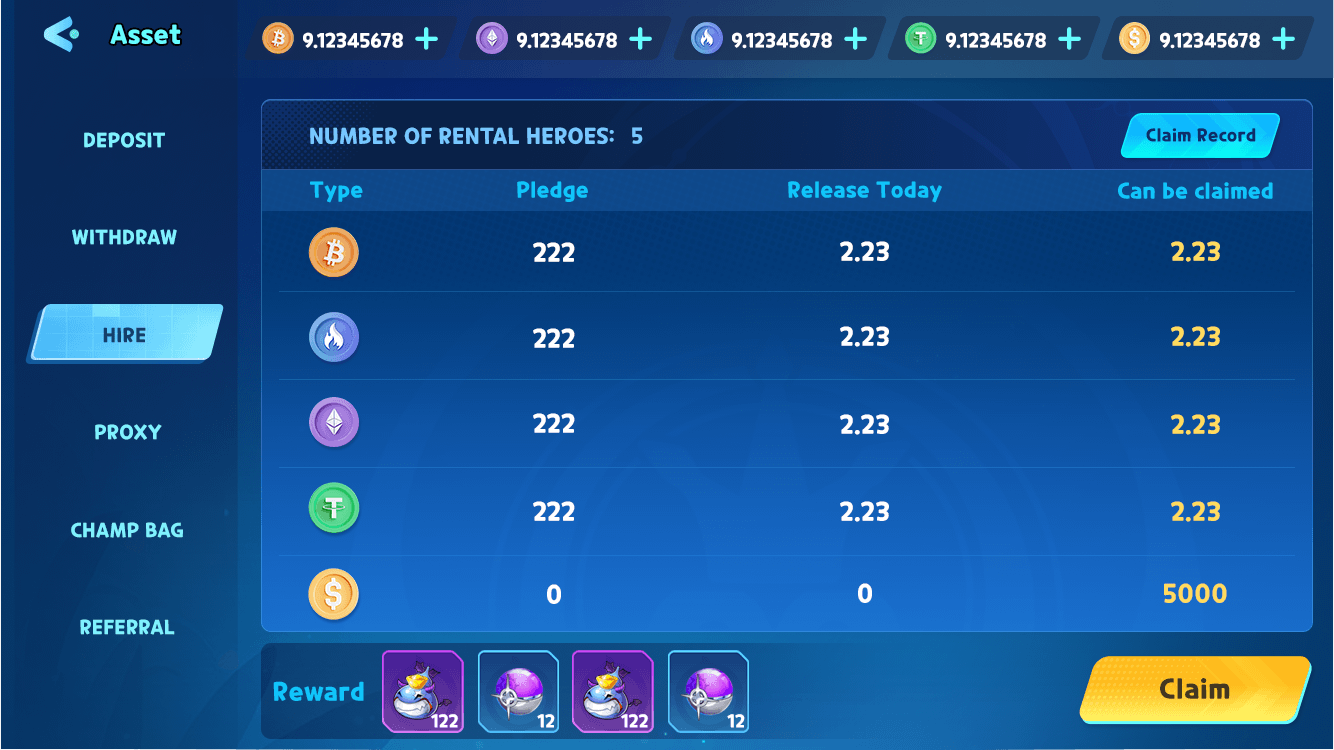 Asset 9.12345678 9.12345678 9.12345678 9.12345678 9.12345678
DEPOSIT
WITHDRAW
HIRE
PROXY
CHAMP BAG
REFERRAL
NUMBER OF RENTAL HEROES: 5 Claim Record
Type Pledge Release Today Can be claimed
222 2.23 2.23
222 2.23 2.23
222 2.23 2.23
222 2.23 2.23
0 0 5000
Reward 122 12 122 12 Claim